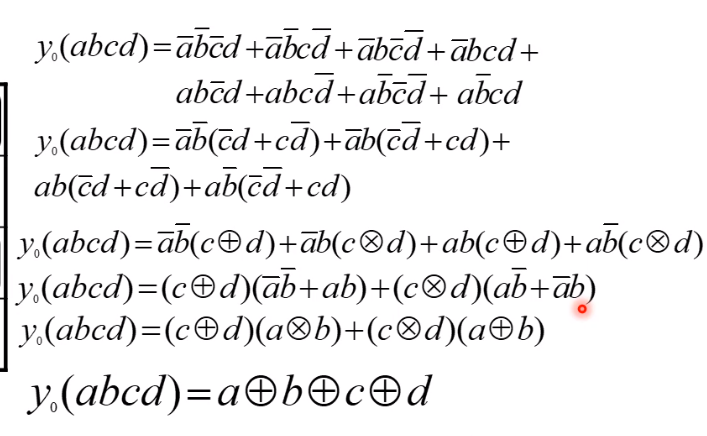 y₀(abcd)=a̅b̅c̅d+a̅b̅cd̅+a̅bc̅d̅+a̅bcd+
abc̅d+abcd̅+ab̅c̅d̅+ab̅cd
y₀(abcd)=a̅b̅(c̅d+cd̅)+a̅b(c̅d̅+cd)+
ab(c̅d+cd̅)+ab̅(c̅d̅+cd)
y₀(abcd)=a̅b̅(c⊕d)+a̅b(c⊗d)+ab(c⊕d)+ab̅(c⊗d)
y₀(abcd)=(c⊕d)(a̅b̅+ab)+(c⊗d)(ab̅+a̅b)
y₀(abcd)=(c⊕d)(a⊗b)+(c⊗d)(a⊕b)
y₀(abcd)=a⊕b⊕c⊕d